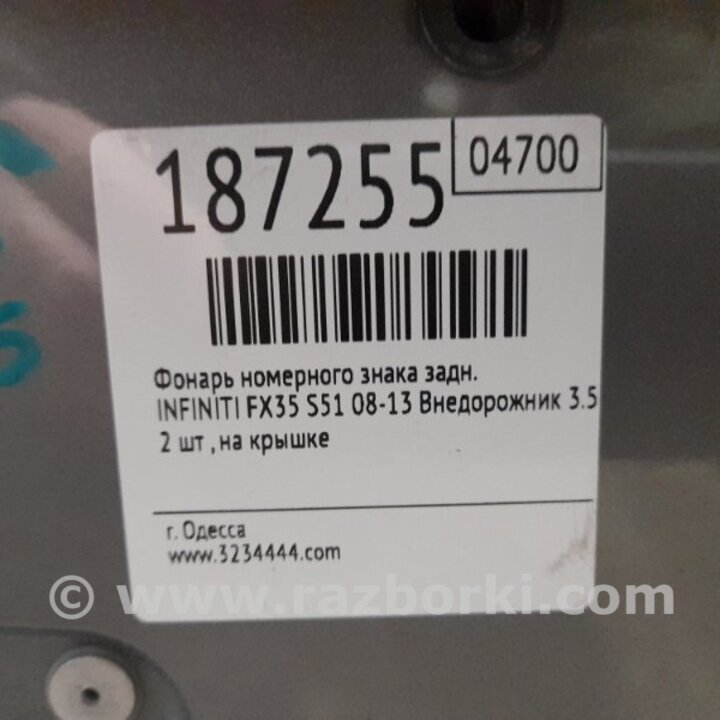 187255
04700
Фонарь номерного знака задн.
INFINITI FX35 S51 08-13 Внедорожник 3.5
2 шт , на крышке
г. Одесса
www.3234444.com
© www.razborki.com